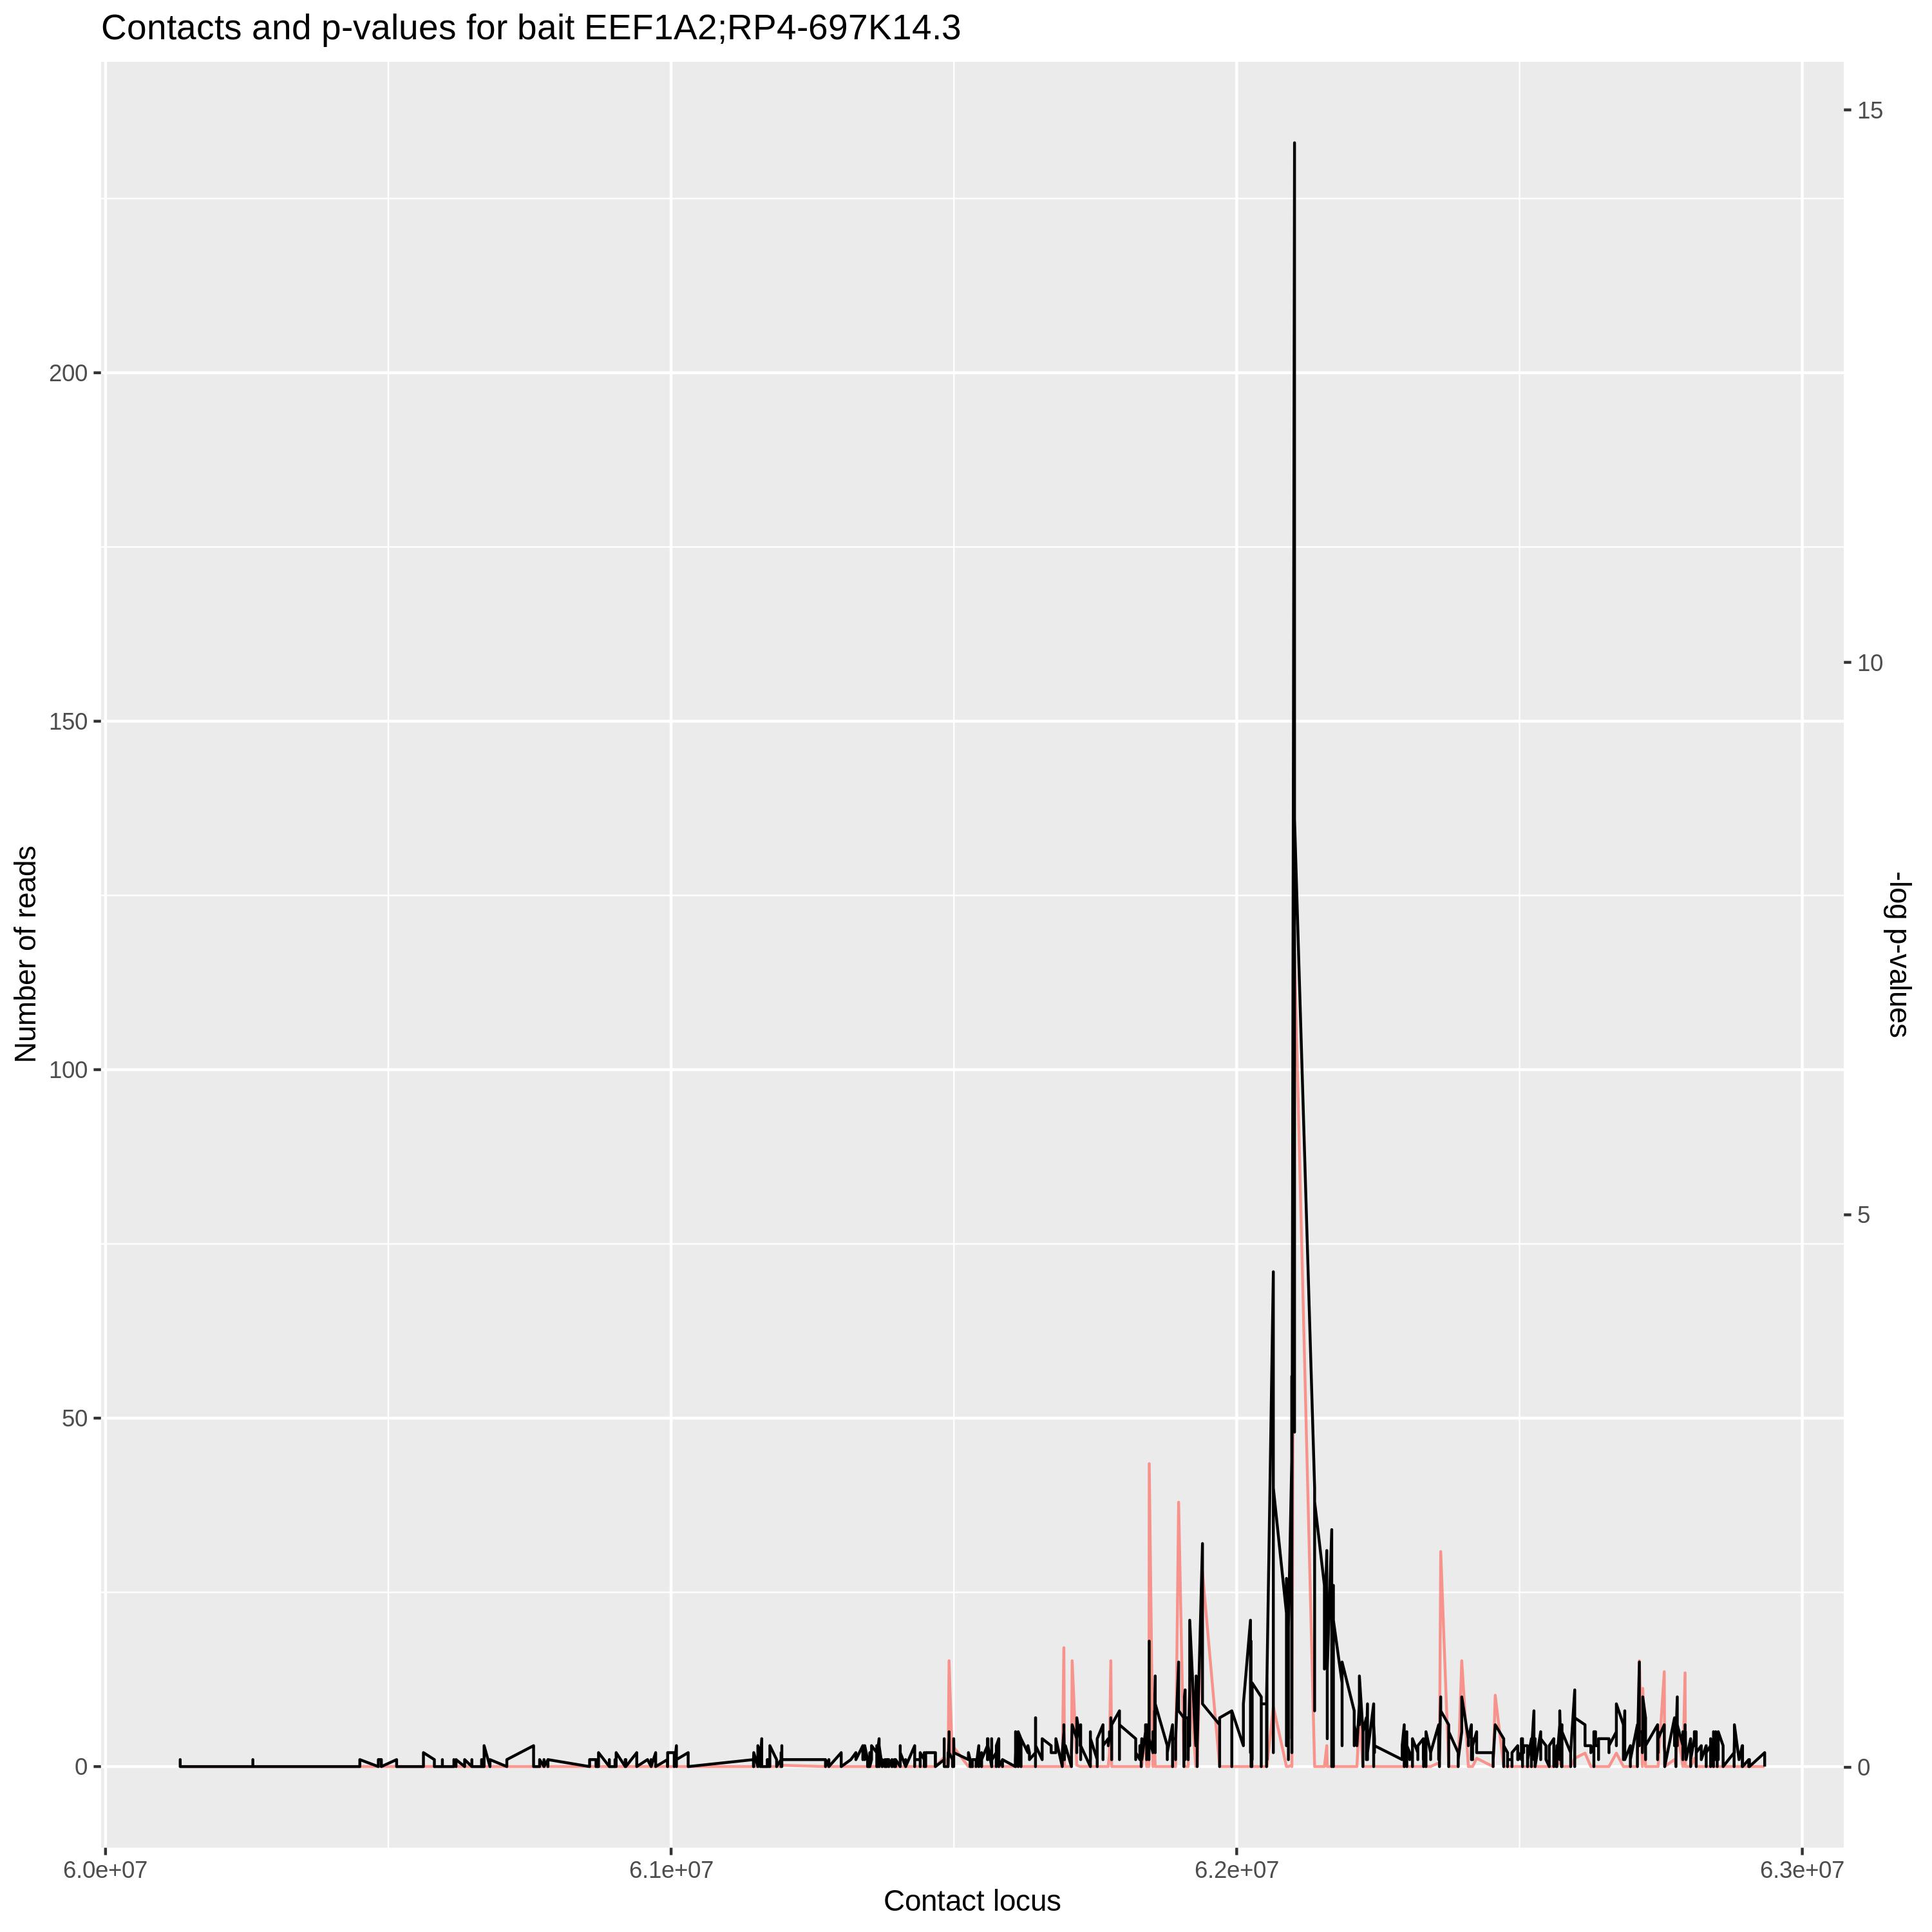 Contacts and p-values for bait EEF1A2;RP4-697K14.3
15
200
10
150
Number of reads
-log p-values
100
5
50
0
0
6.0e+07
6.1e+07
6.2e+07
6.3e+07
Contact locus